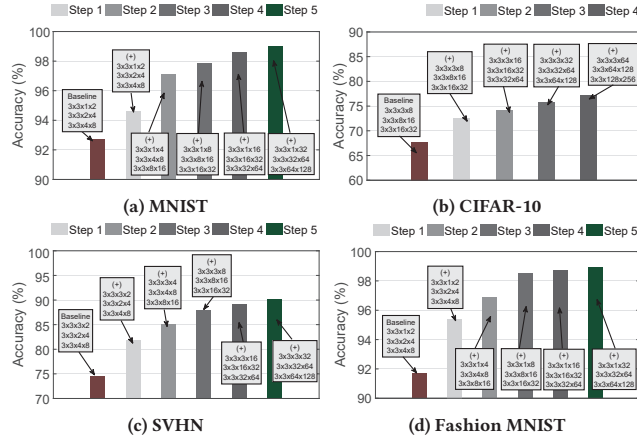 Step 1 Step 2 Step 3 Step 4 Step 5
Accuracy (%)
100
98
96
94
92
90
Baseline
3x3x1x2
3x3x2x4
3x3x4x8
(+)
3x3x1x2
3x3x2x4
3x3x4x8
(+)
3x3x1x4
3x3x4x8
3x3x8x16
(+)
3x3x1x8
3x3x8x16
3x3x16x32
(+)
3x3x1x16
3x3x16x32
3x3x32x64
(+)
3x3x1x32
3x3x32x64
3x3x64x128
(a) MNIST
Step 1 Step 2 Step 3 Step 4 Step 5
Accuracy (%)
90
85
80
75
70
65
60
Baseline
3x3x3x8
3x3x8x16
3x3x16x32
(+)
3x3x3x8
3x3x8x16
3x3x16x32
(+)
3x3x3x16
3x3x16x32
3x3x32x64
(+)
3x3x3x32
3x3x32x64
3x3x64x128
(+)
3x3x3x64
3x3x64x128
3x3x128x256
(b) CIFAR-10
Step 1 Step 2 Step 3 Step 4 Step 5
Accuracy (%)
100
95
90
85
80
75
70
Baseline
3x3x3x2
3x3x2x4
3x3x4x8
(+)
3x3x3x2
3x3x2x4
3x3x4x8
(+)
3x3x3x4
3x3x4x8
3x3x8x16
(+)
3x3x3x8
3x3x8x16
3x3x16x32
(+)
3x3x3x16
3x3x16x32
3x3x32x64
(+)
3x3x3x32
3x3x32x64
3x3x64x128
(c) SVHN
Step 1 Step 2 Step 3 Step 4 Step 5
Accuracy (%)
100
98
96
94
92
90
Baseline
3x3x1x2
3x3x2x4
3x3x4x8
(+)
3x3x1x2
3x3x2x4
3x3x4x8
(+)
3x3x1x4
3x3x4x8
3x3x8x16
(+)
3x3x1x8
3x3x8x16
3x3x16x32
(+)
3x3x1x16
3x3x16x32
3x3x32x64
(+)
3x3x1x32
3x3x32x64
3x3x64x128
(d) Fashion MNIST